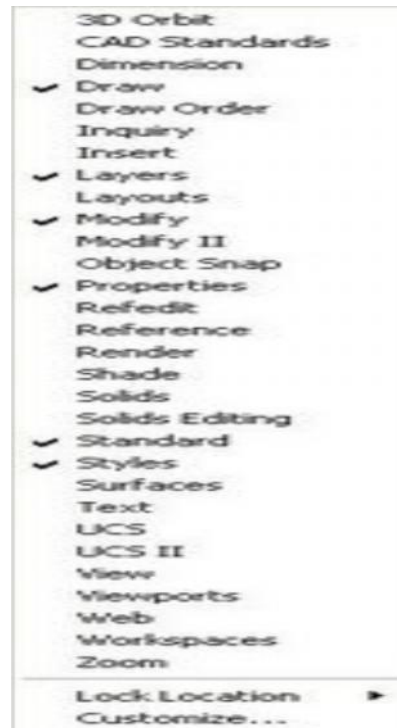 3D Orbit
CAD Standards
Dimension
Draw
Draw Order
Inquiry
Insert
Layers
Layouts
Modify
Modify II
Object Snap
Properties
Refedit
Reference
Render
Shade
Solids
Solids Editing
Standard
Styles
Surfaces
Text
UCS
UCS II
View
Viewports
Web
Workspaces
Zoom
Lock Location
Customize...